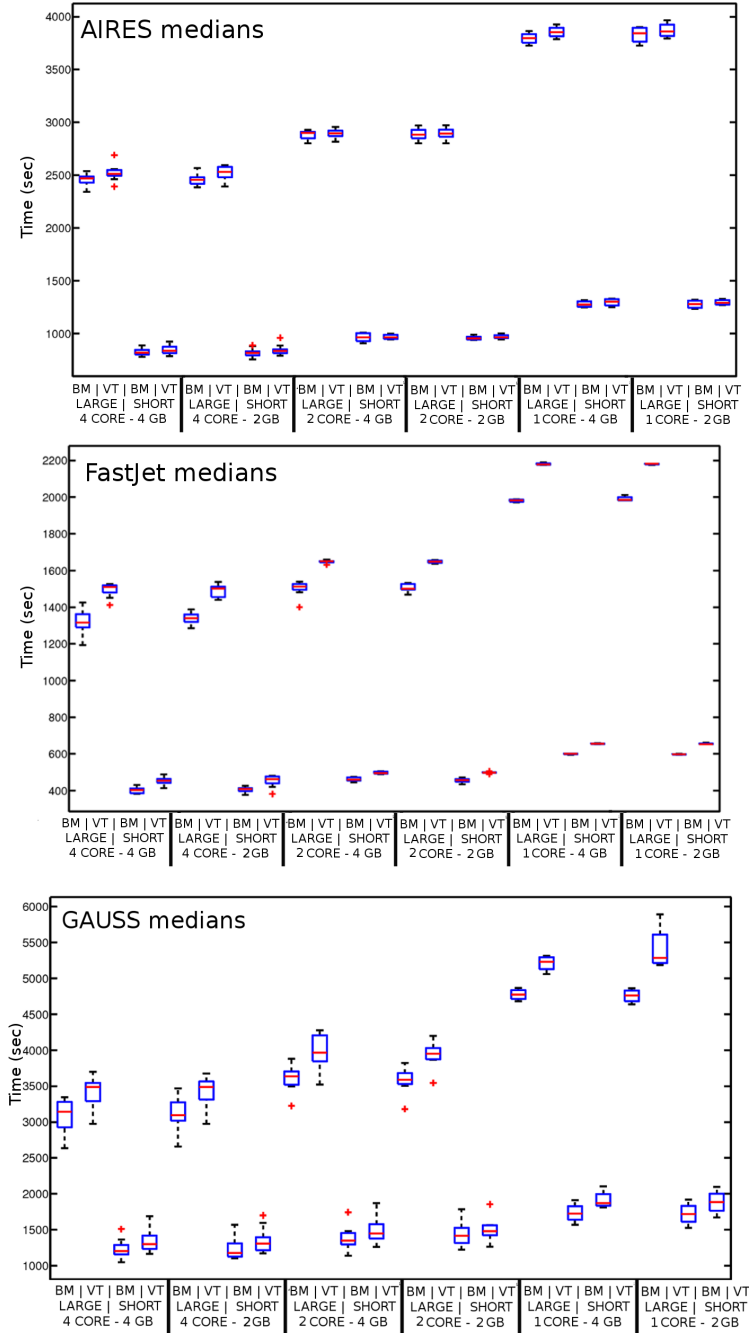 AIRES medians
4000
3500
3000
2500
2000
1500
1000
Time (sec)
BM | VT | BM | VT BM | VT | BM | VT BM | VT | BM | VT BM | VT | BM | VT BM | VT | BM | VT BM | VT | BM | VT
LARGE | SHORT LARGE | SHORT LARGE | SHORT LARGE | SHORT LARGE | SHORT LARGE | SHORT
4 CORE - 4 GB 4 CORE - 2GB 2 CORE - 4 GB 2 CORE - 2GB 1 CORE - 4 GB 1 CORE - 2GB
FastJet medians
2200
2000
1800
1600
1400
1200
1000
800
600
400
Time (sec)
BM | VT | BM | VT BM | VT | BM | VT BM | VT | BM | VT BM | VT | BM | VT BM | VT | BM | VT BM | VT | BM | VT
LARGE | SHORT LARGE | SHORT LARGE | SHORT LARGE | SHORT LARGE | SHORT LARGE | SHORT
4 CORE - 4 GB 4 CORE - 2GB 2 CORE - 4 GB 2 CORE - 2GB 1 CORE - 4 GB 1 CORE - 2GB
GAUSS medians
6000
5500
5000
4500
4000
3500
3000
2500
2000
1500
1000
Time (sec)
BM | VT | BM | VT BM | VT | BM | VT BM | VT | BM | VT BM | VT | BM | VT BM | VT | BM | VT BM | VT | BM | VT
LARGE | SHORT LARGE | SHORT LARGE | SHORT LARGE | SHORT LARGE | SHORT LARGE | SHORT
4 CORE - 4 GB 4 CORE - 2GB 2 CORE - 4 GB 2 CORE - 2GB 1 CORE - 4 GB 1 CORE - 2GB